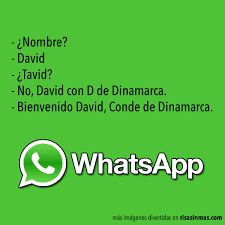 - ¿Nombre?
- David
- ¿Tavid?
- No, David con D de Dinamarca.
- Bienvenido David, Conde de Dinamarca.
WhatsApp
más imágenes divertidas en risasinmas.com